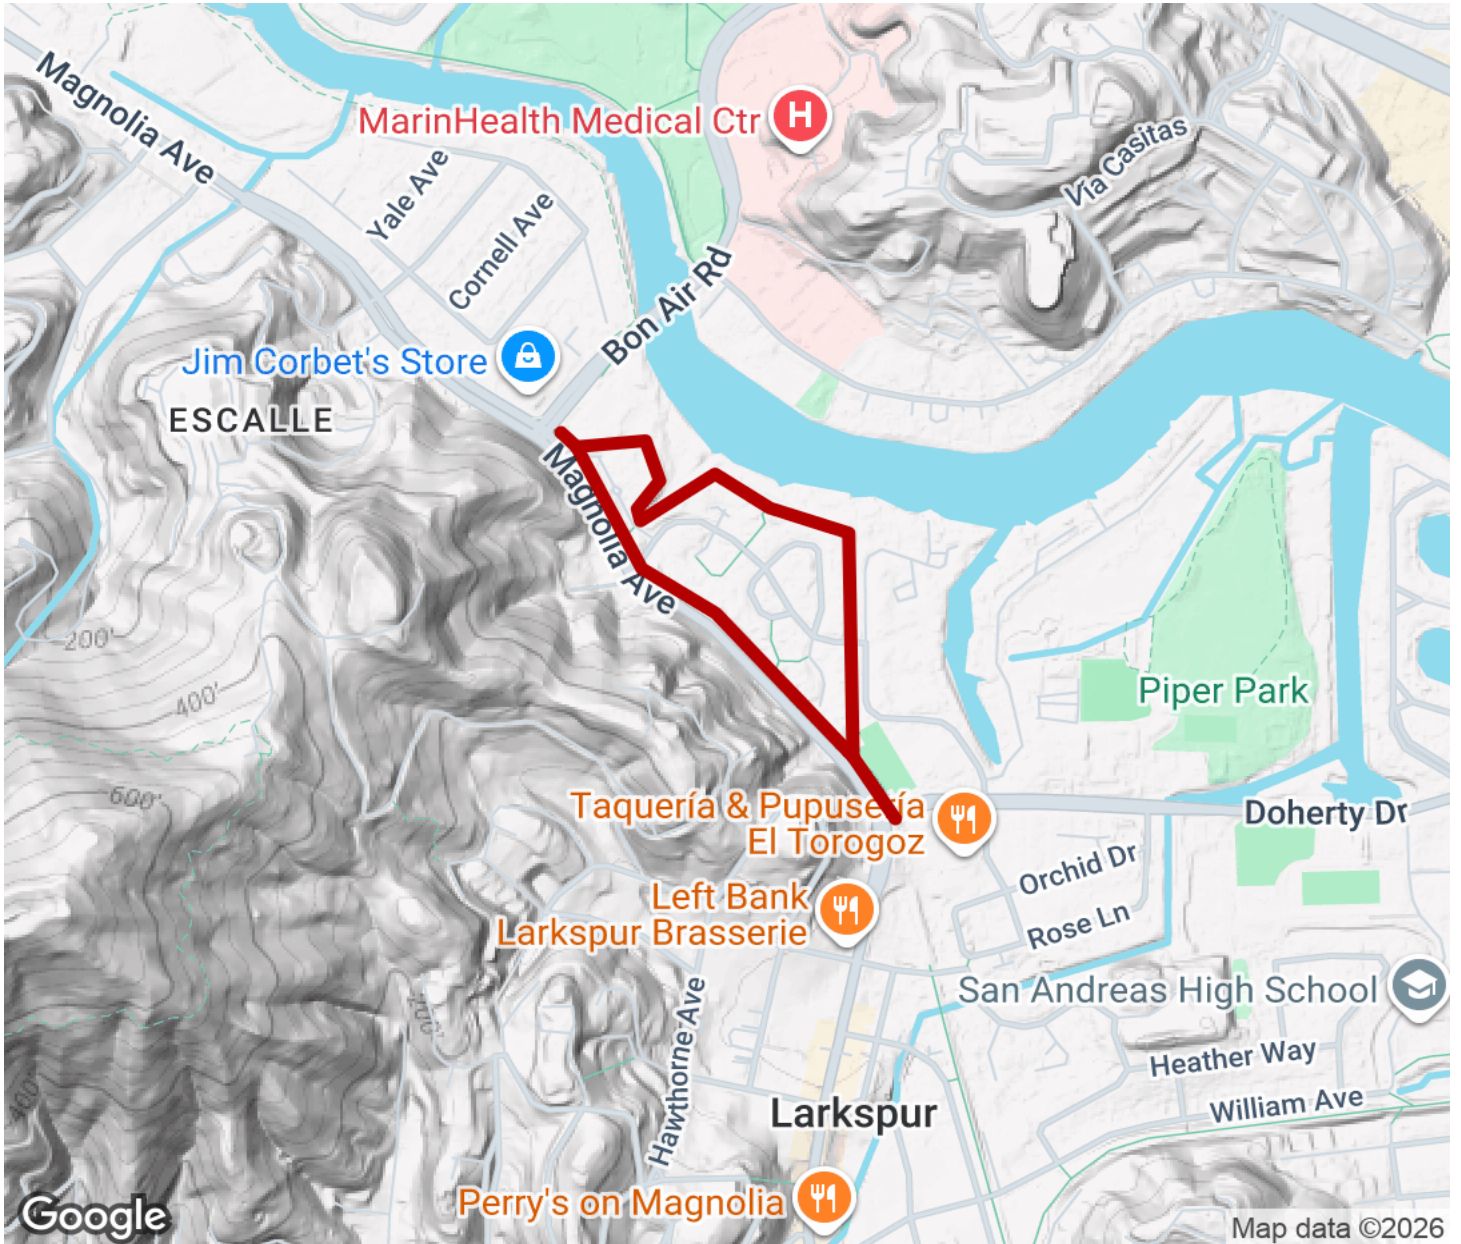 Magnolia Ave
MarinHealth Medical Ctr
H
Via Casitas
Yale Ave
Cornell Ave
Bon Air Rd
Jim Corbet's Store
ESCALLE
Magnolia Ave
200'
400'
Piper Park
600'
Taquería & Pupusería
El Torogoz
Doherty Dr
Orchid Dr
Left Bank
Larkspur Brasserie
Rose Ln
San Andreas High School
Hawthorne Ave
Heather Way
400'
William Ave
Larkspur
Perry's on Magnolia
Google
Map data ©2026